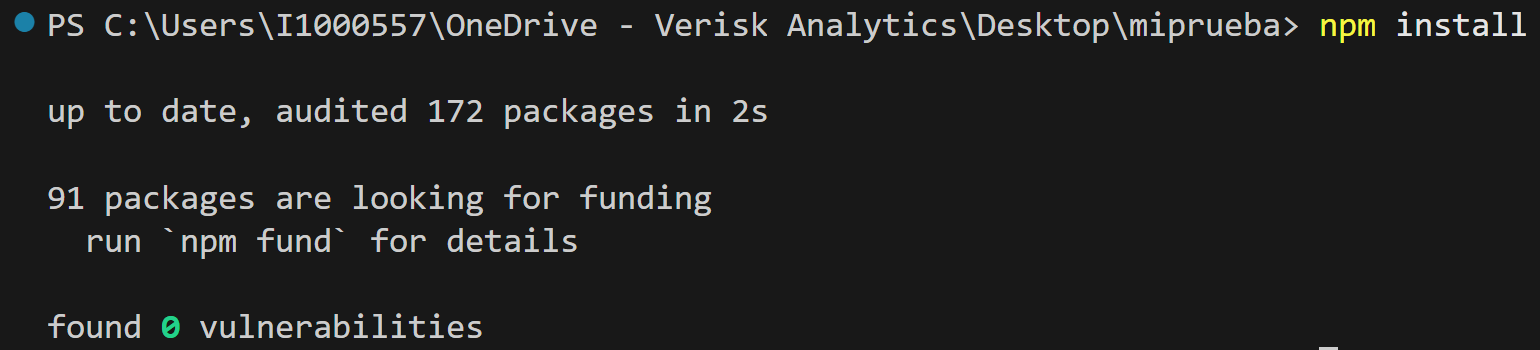 PS C:\Users\I1000557\OneDrive - Verisk Analytics\Desktop\miprueba> npm install
up to date, audited 172 packages in 2s
91 packages are looking for funding
  run `npm fund` for details
found 0 vulnerabilities